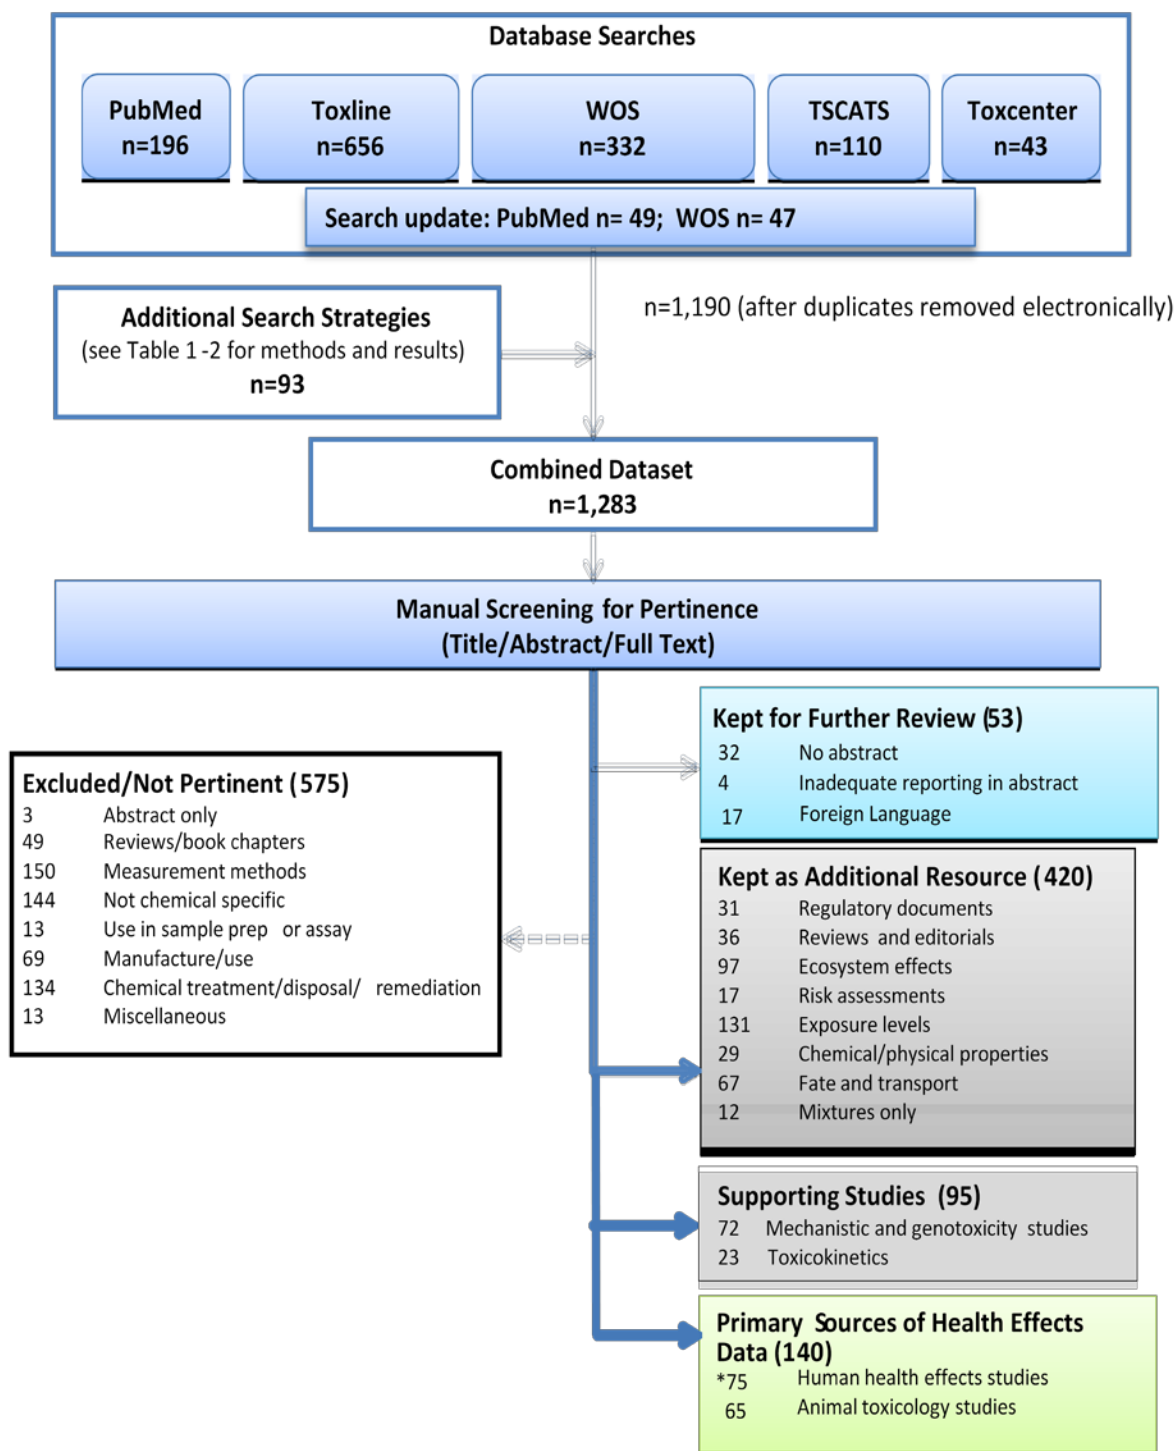 Database Searches
PubMed
n=196
Toxline
n=656
WOS
n=332
TSCATS
n=110
Toxcenter
n=43
Search update: PubMed n= 49; WOS n= 47
n=1,190 (after duplicates removed electronically)
Additional Search Strategies
(see Table 1 -2 for methods and results)
n=93
Combined Dataset
n=1,283
Manual Screening for Pertinence
(Title/Abstract/Full Text)
Kept for Further Review (53)
32 No abstract
4 Inadequate reporting in abstract
17 Foreign Language
Excluded/Not Pertinent (575)
3 Abstract only
49 Reviews/book chapters
150 Measurement methods
144 Not chemical specific
13 Use in sample prep or assay
69 Manufacture/use
134 Chemical treatment/disposal/ remediation
13 Miscellaneous
Kept as Additional Resource (420)
31 Regulatory documents
36 Reviews and editorials
97 Ecosystem effects
17 Risk assessments
131 Exposure levels
29 Chemical/physical properties
67 Fate and transport
12 Mixtures only
Supporting Studies (95)
72 Mechanistic and genotoxicity studies
23 Toxicokinetics
Primary Sources of Health Effects
Data (140)
*75 Human health effects studies
65 Animal toxicology studies